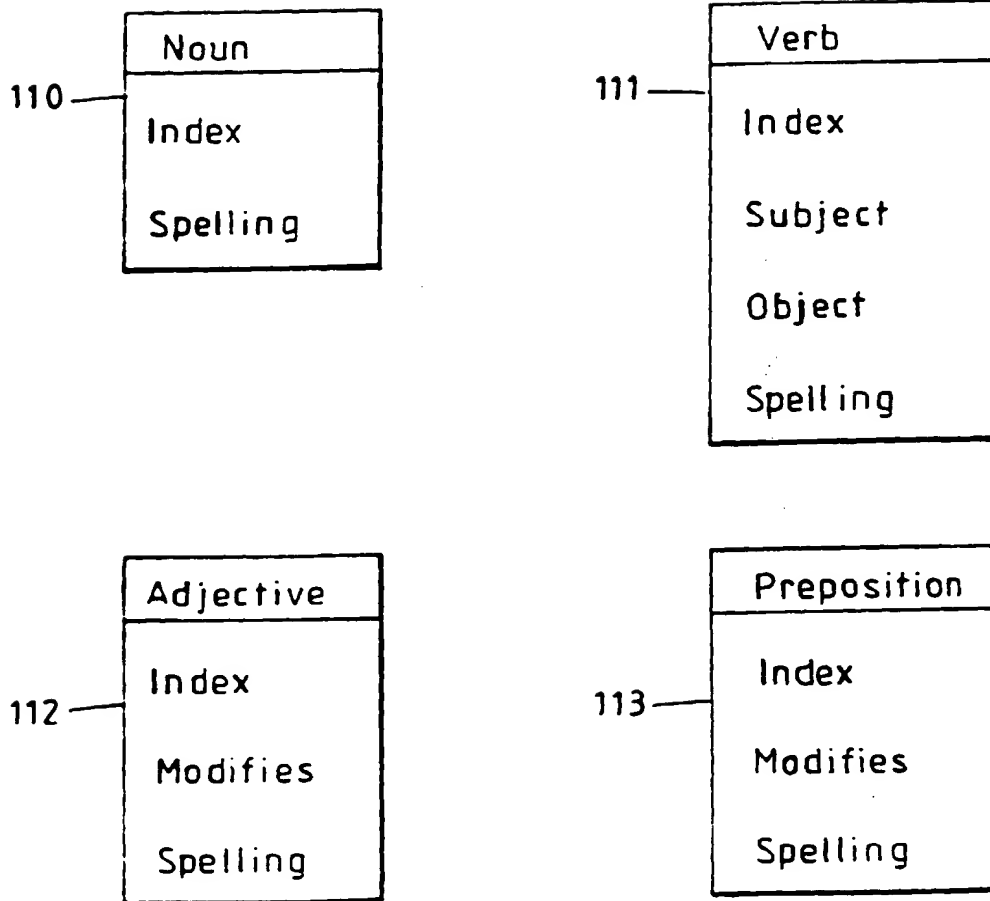 Noun
110
Index
Spelling
Verb
111
Index
Subject
Object
Spelling
Adjective
112
Index
Modifies
Spelling
Preposition
113
Index
Modifies
Spelling